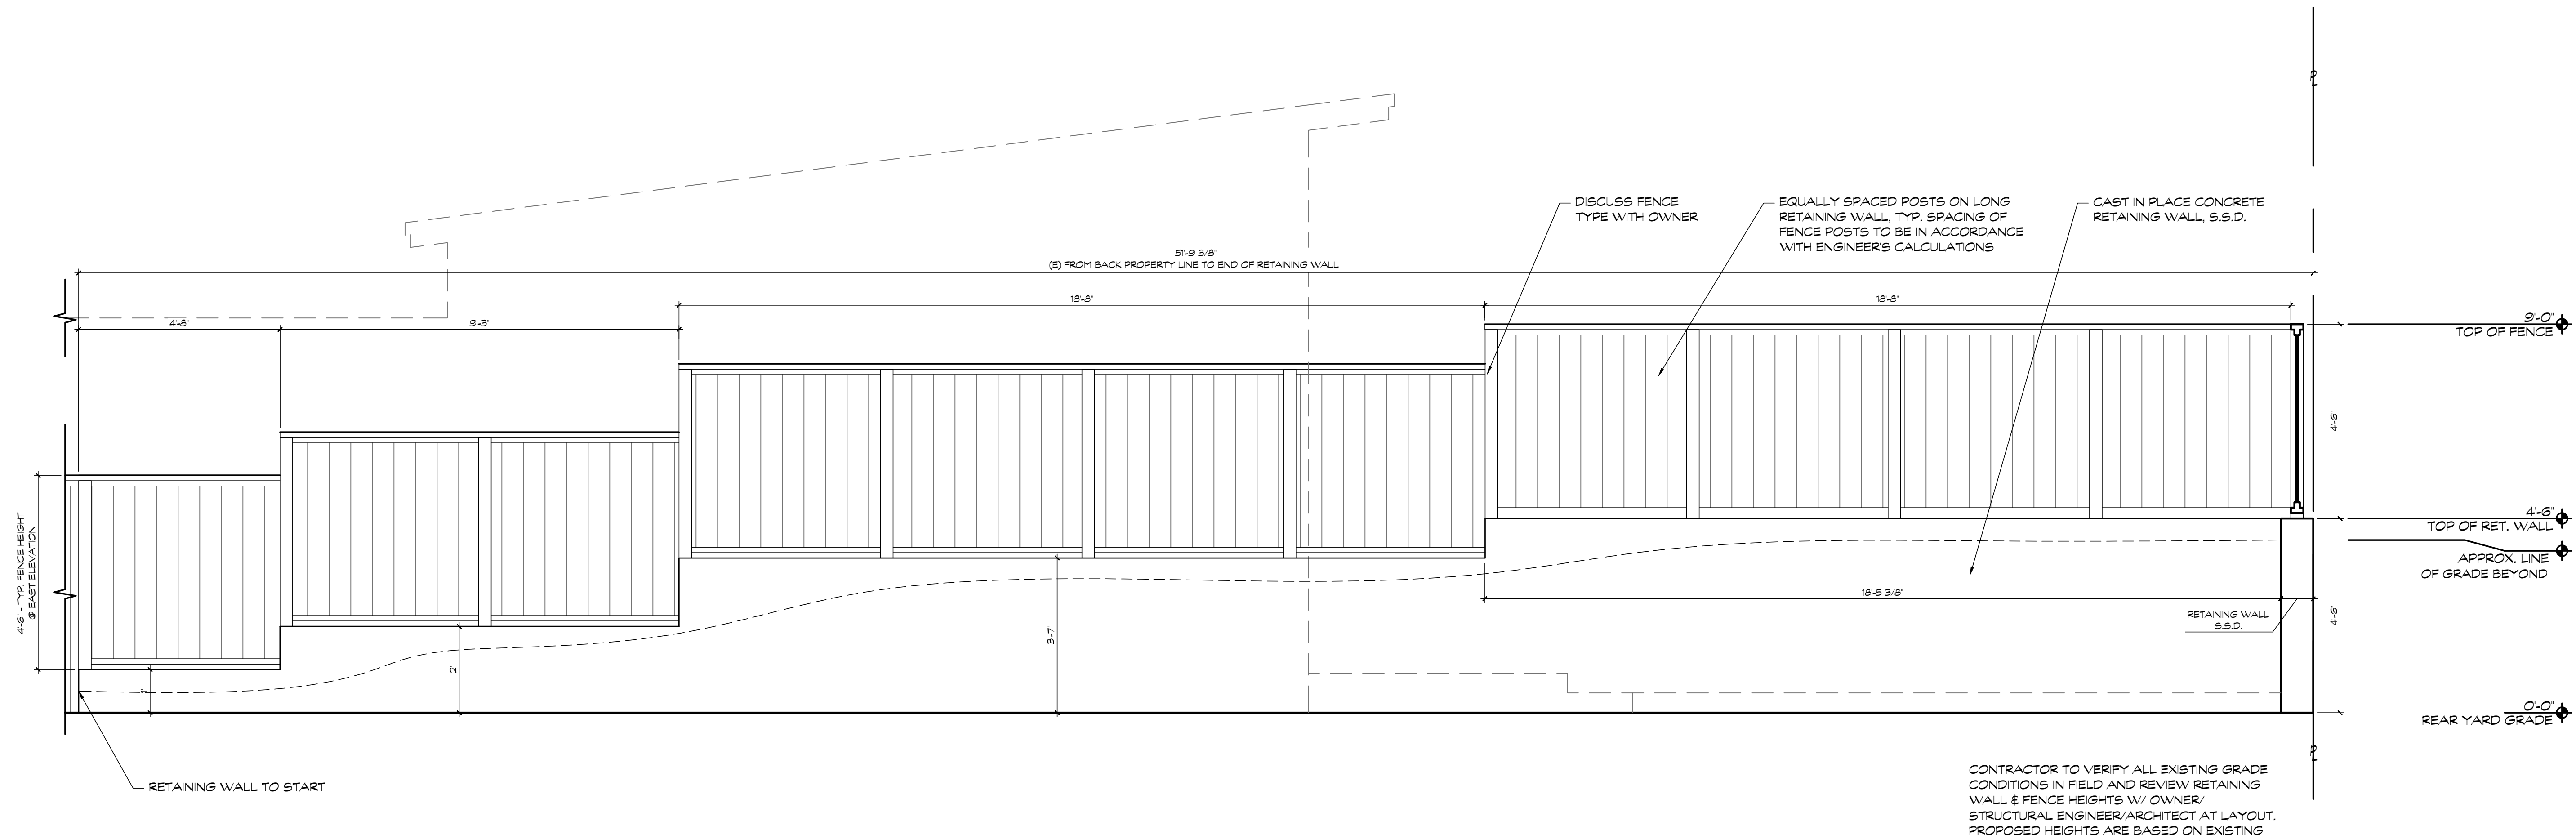 DISCUSS FENCE
TYPE WITH OWNER
EQUALLY SPACED POSTS ON LONG
RETAINING WALL, TYP. SPACING OF
FENCE POSTS TO BE IN ACCORDANCE
WITH ENGINEER'S CALCULATIONS
CAST IN PLACE CONCRETE
RETAINING WALL, S.S.D.
51'-9 3/8"
(E) FROM BACK PROPERTY LINE TO END OF RETAINING WALL
18'-8"
18'-8"
4'-8"
9'-3"
9'-0"
TOP OF FENCE
4'-6"
4'-6"
TOP OF RET. WALL
APPROX. LINE
OF GRADE BEYOND
4'-6" - TYP. FENCE HEIGHT
@ EAST ELEVATION
18'-5 3/8"
RETAINING WALL
S.S.D.
4'-6"
3'-7"
2'
1'
0'-0"
REAR YARD GRADE
RETAINING WALL TO START
CONTRACTOR TO VERIFY ALL EXISTING GRADE
CONDITIONS IN FIELD AND REVIEW RETAINING
WALL & FENCE HEIGHTS W/ OWNER/
STRUCTURAL ENGINEER/ARCHITECT AT LAYOUT.
PROPOSED HEIGHTS ARE BASED ON EXISTING